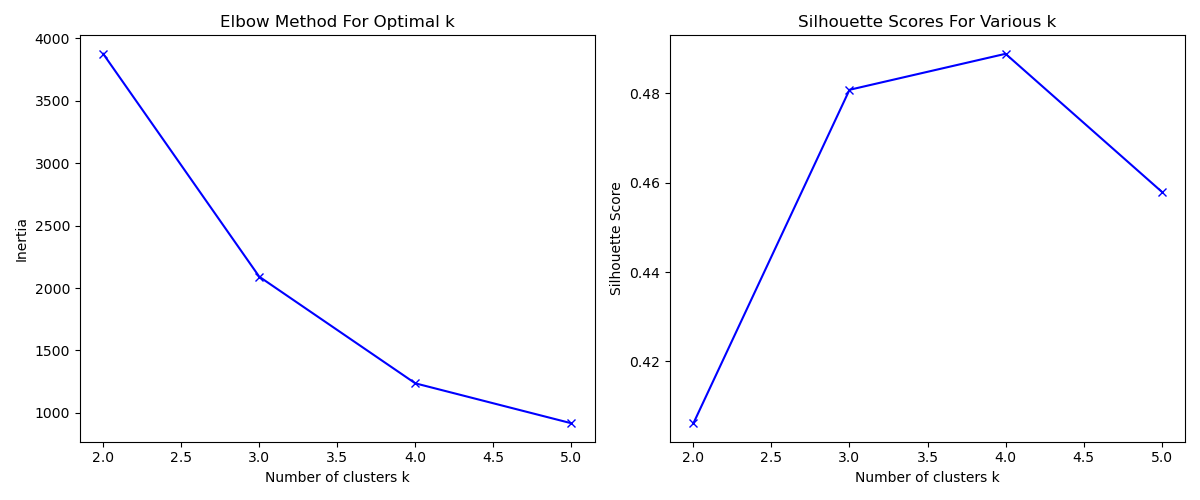 Elbow Method For Optimal k
4000
3500
3000
2500
2000
1500
1000
Inertia
2.0 2.5 3.0 3.5 4.0 4.5 5.0
Number of clusters k
Silhouette Scores For Various k
0.48
0.46
0.44
0.42
Silhouette Score
2.0 2.5 3.0 3.5 4.0 4.5 5.0
Number of clusters k